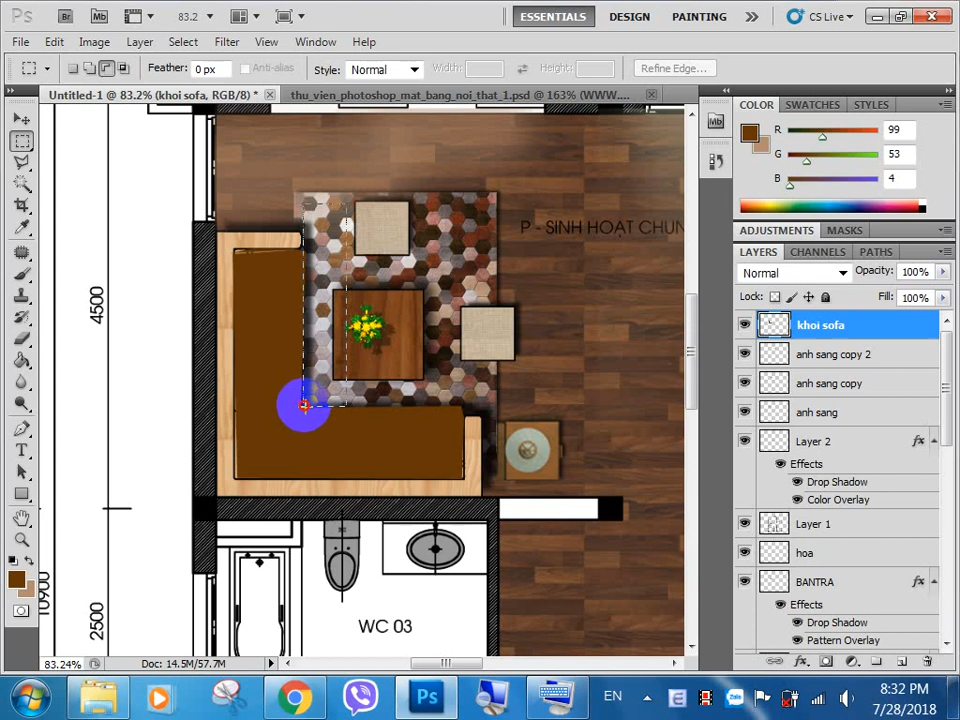 Ps Br Mb 83.2 ESSENTIALS DESIGN PAINTING CS Live
File Edit Image Layer Select Filter View Window Help
Feather: 0 px Anti-alias Style: Normal Width: Height: Refine Edge...
Untitled-1 @ 83.2% (khoi sofa, RGB/8) * thu_vien_photoshop_mat_bang_noi_that_1.psd @ 163% (WWW....
Mb
COLOR SWATCHES STYLES
R 99
G 53
B 4
ADJUSTMENTS MASKS
LAYERS CHANNELS PATHS
Normal Opacity: 100%
Lock: Fill: 100%
khoi sofa
anh sang copy 2
anh sang copy
anh sang
Layer 2 fx
Effects
Drop Shadow
Color Overlay
Layer 1
hoa
BANTRA fx
Effects
Drop Shadow
Pattern Overlay
P - SINH HOẠT CHUN
4500
10900
2500
WC 03
83.24% Doc: 14.5M/57.7M
Ps EN Zalo 8:32 PM
7/28/2018